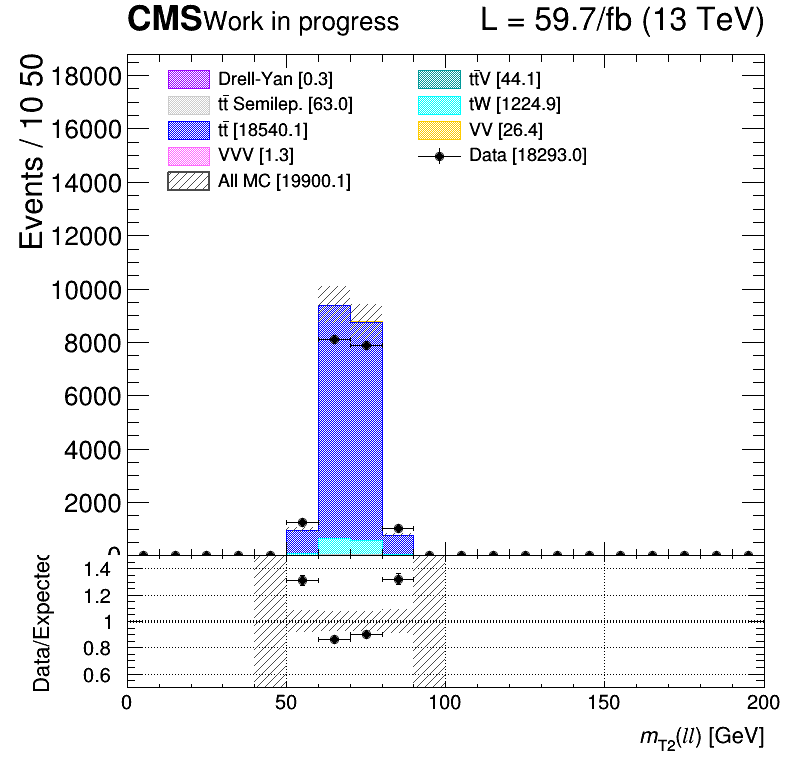 CMS Work in progress L = 59.7/fb (13 TeV)
Events / 10 50
18000
16000
14000
12000
10000
8000
6000
4000
2000
0
Drell-Yan [0.3]
tt̄ Semilep. [63.0]
tt̄ [18540.1]
VVV [1.3]
All MC [19900.1]
tt̄V [44.1]
tW [1224.9]
VV [26.4]
Data [18293.0]
Data/Expected
1.4
1.2
1
0.8
0.6
0 50 100 150 200
m_T2(ll) [GeV]